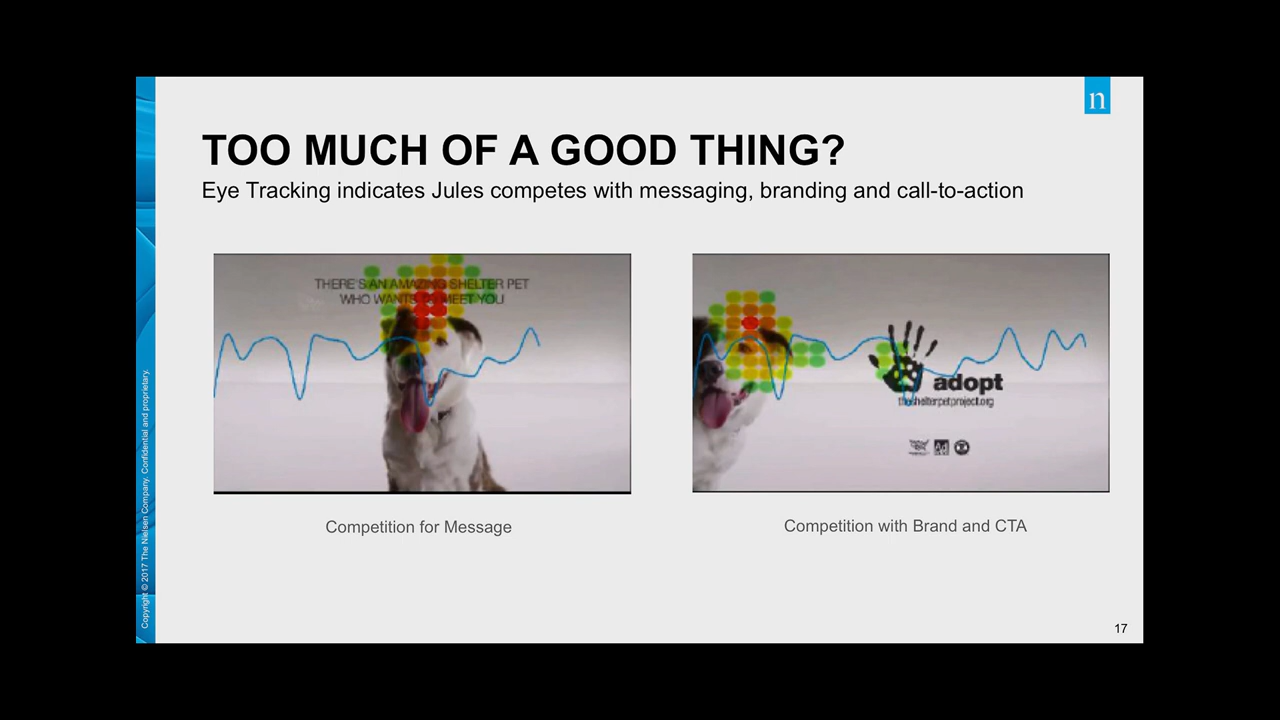 n
TOO MUCH OF A GOOD THING?
Eye Tracking indicates Jules competes with messaging, branding and call-to-action
THERE'S AN AMAZING SHELTER PET
WHO WANTS TO MEET YOU
adopt
theshelterpetproject.org
Competition for Message
Competition with Brand and CTA
Copyright © 2017 The Nielsen Company. Confidential and proprietary.
17